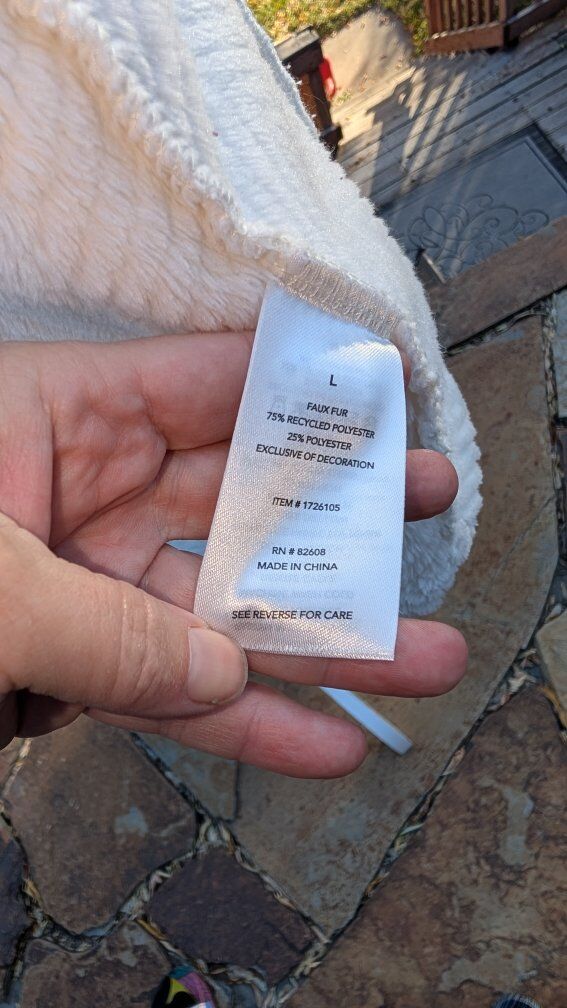 L
FAUX FUR
75% RECYCLED POLYESTER
25% POLYESTER
EXCLUSIVE OF DECORATION
ITEM # 1726105
RN # 82608
MADE IN CHINA
SEE REVERSE FOR CARE